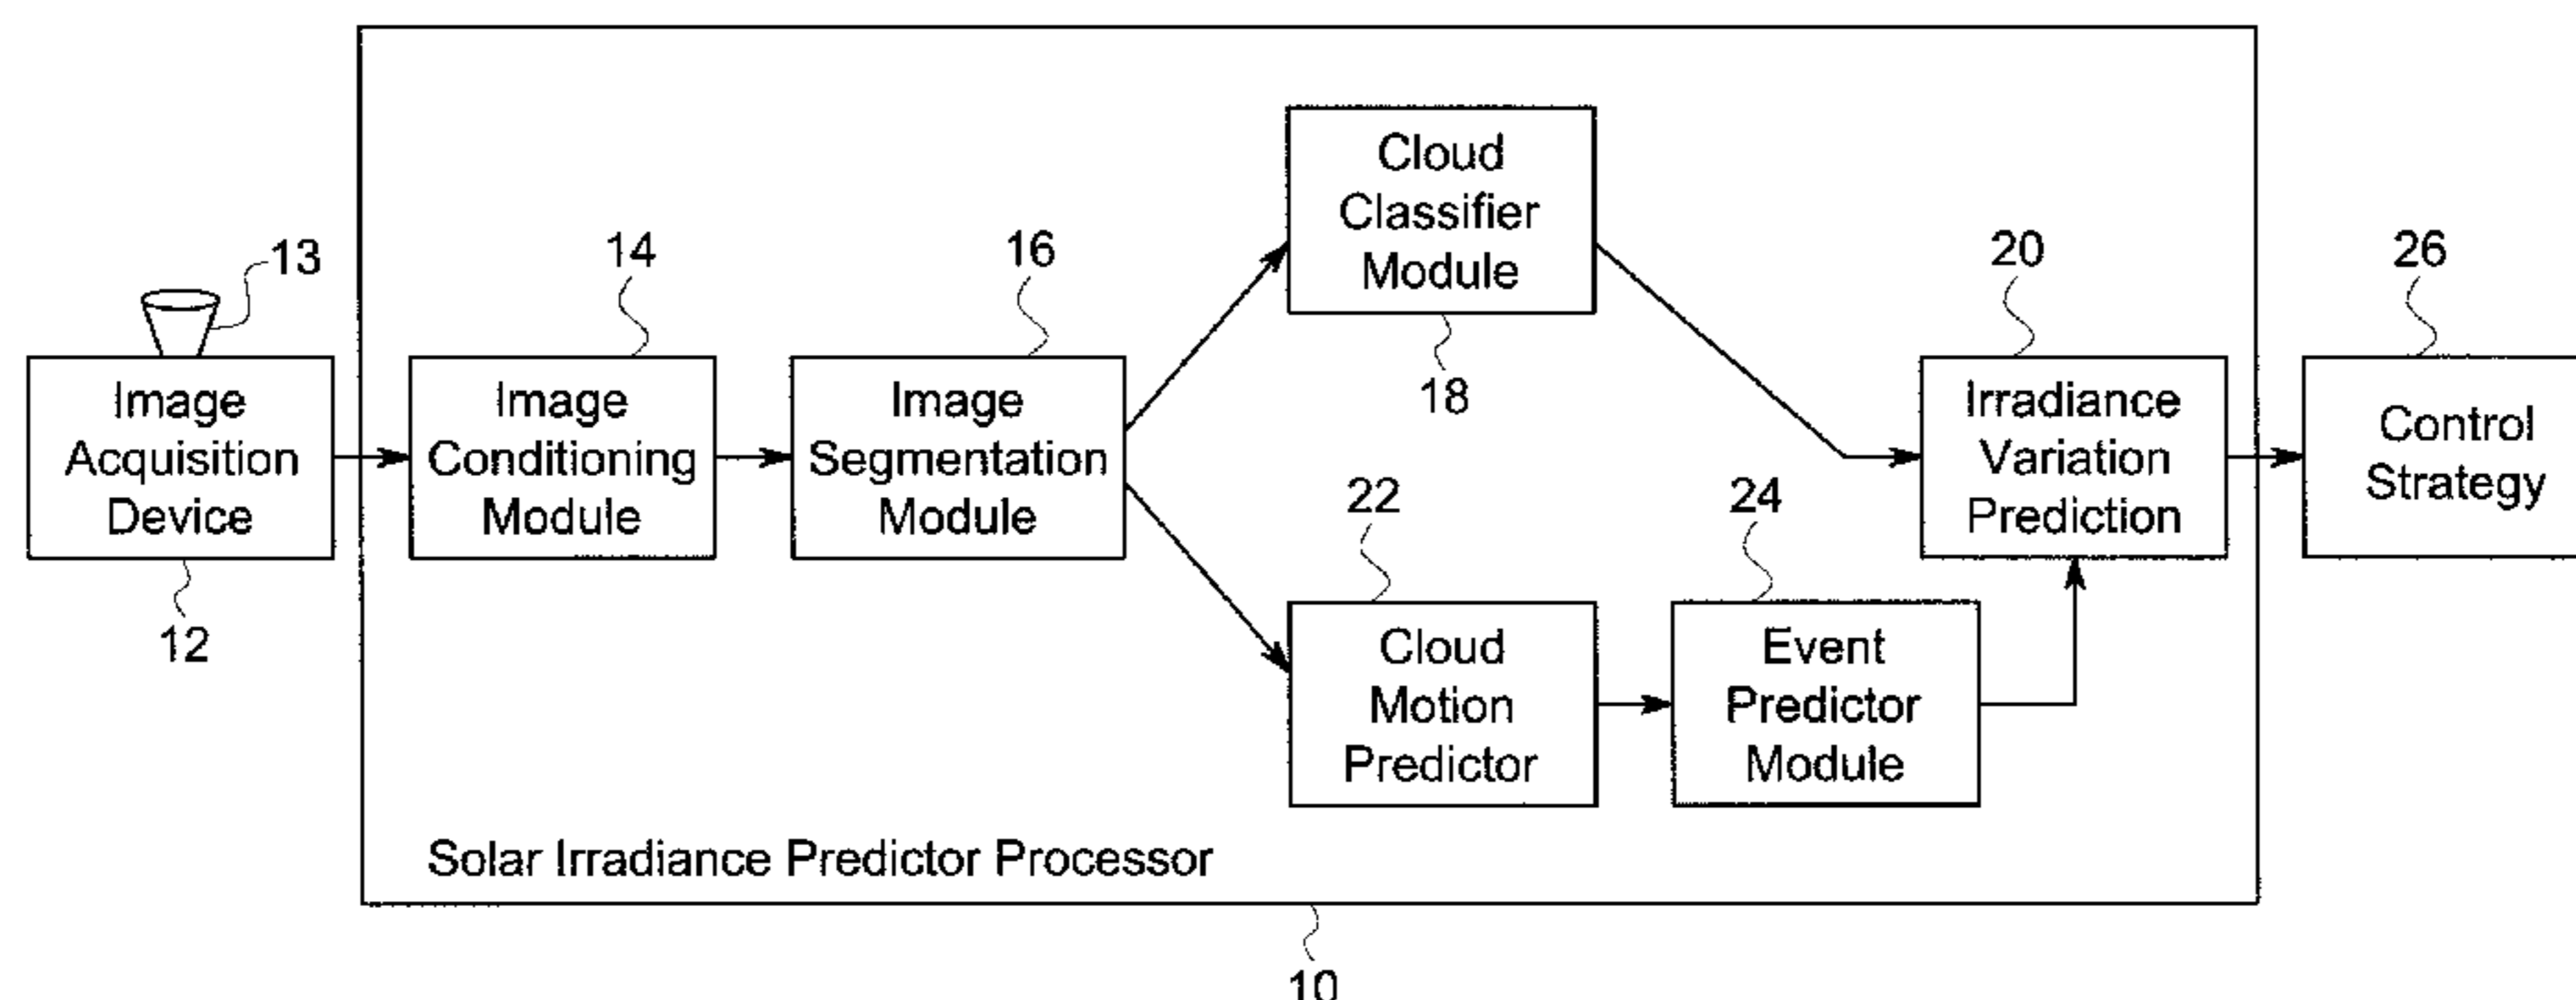 13
Image
Acquisition
Device
12
14
Image
Conditioning
Module
16
Image
Segmentation
Module
Cloud
Classifier
Module
18
22
Cloud
Motion
Predictor
24
Event
Predictor
Module
20
Irradiance
Variation
Prediction
26
Control
Strategy
Solar Irradiance Predictor Processor
10